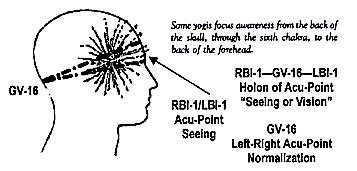 Some yogis focus awareness from the back of
the skull, through the sixth chakra, to the
back of the forehead.
RBI-1—GV-16—LBI-1
Holon of Acu-Point
"Seeing or Vision"
GV-16
RBI-1/LBI-1
Acu-Point
Seeing
GV-16
Left-Right Acu-Point
Normalization